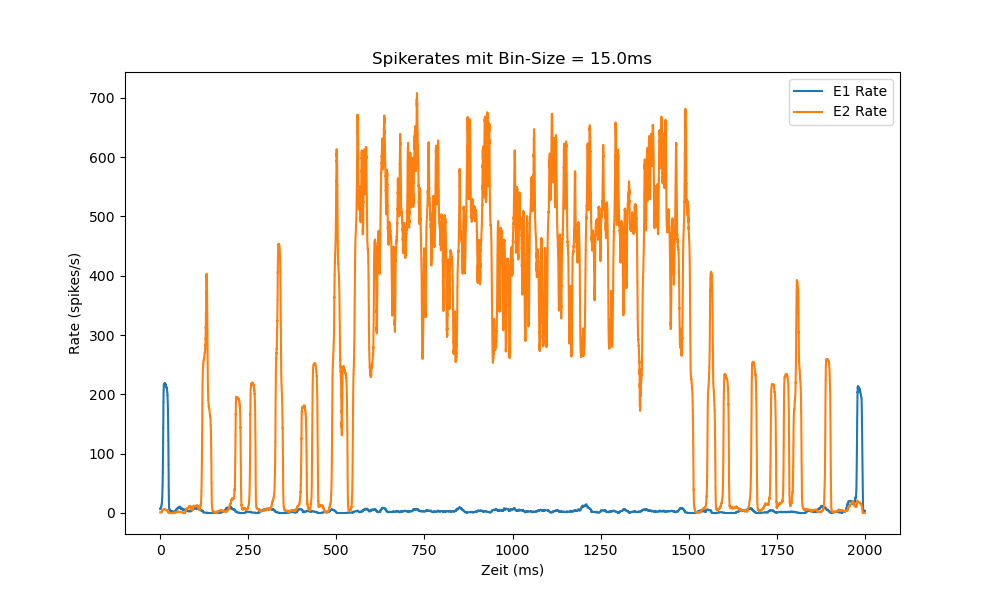 Spikerates mit Bin-Size = 15.0ms
E1 Rate
E2 Rate
700
600
500
400
300
200
100
0
Rate (spikes/s)
0 250 500 750 1000 1250 1500 1750 2000
Zeit (ms)